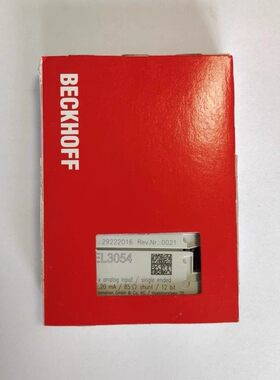 BECKHOFF
29222016 Rev.Nr.:0021
EL3054
analog input / single ended
20 mA / 85 Ω shunt / 12 bit